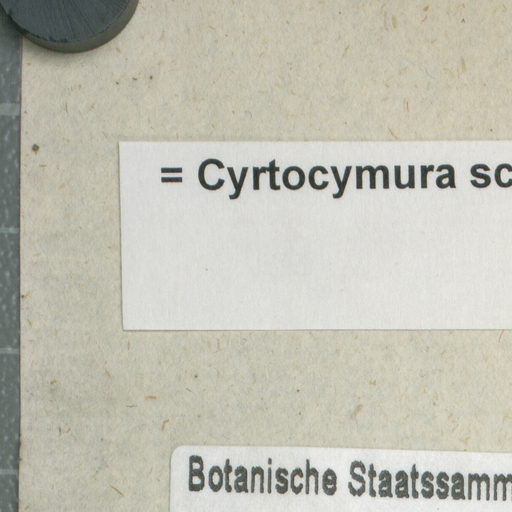 = Cyrtocymura sc
Botanische Staatssamm